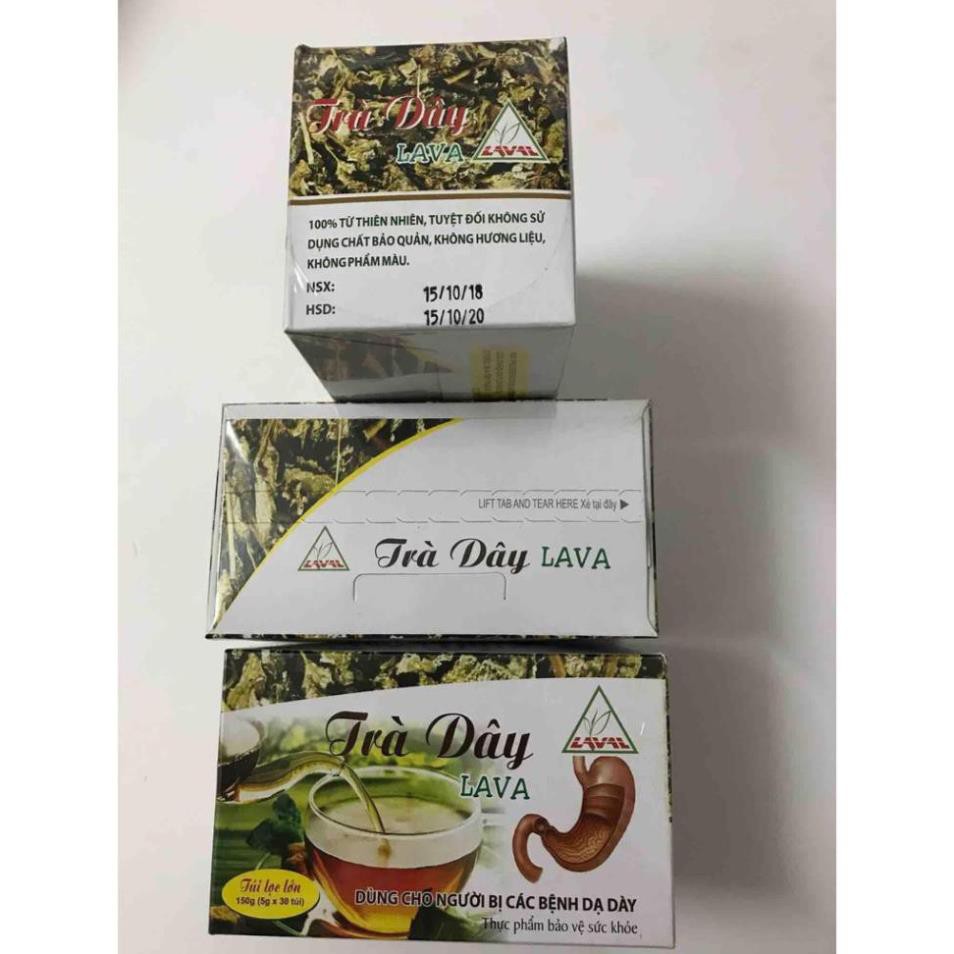 Trà Dây
LAVA
LAVAL
100% TỪ THIÊN NHIÊN, TUYỆT ĐỐI KHÔNG SỬ
DỤNG CHẤT BẢO QUẢN, KHÔNG HƯƠNG LIỆU,
KHÔNG PHẨM MÀU.
NSX: 15/10/18
HSD: 15/10/20
LIFT TAB AND TEAR HERE Xé tại đây
LAVAL
Trà Dây LAVA
Trà Dây
LAVA
LAVAL
Túi lọc lớn
150g (5g x 30 túi)
DÙNG CHO NGƯỜI BỊ CÁC BỆNH DẠ DÀY
Thực phẩm bảo vệ sức khỏe